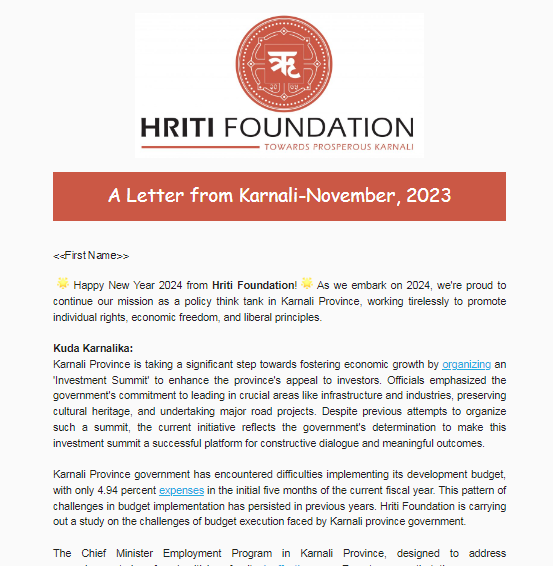 ऋ
HRITI FOUNDATION
TOWARDS PROSPEROUS KARNALI
A Letter from Karnali-November, 2023
<<First Name>>
🌟 Happy New Year 2024 from Hriti Foundation! 🌟 As we embark on 2024, we're proud to
continue our mission as a policy think tank in Karnali Province, working tirelessly to promote
individual rights, economic freedom, and liberal principles.
Kuda Karnalika:
Karnali Province is taking a significant step towards fostering economic growth by organizing an
'Investment Summit' to enhance the province's appeal to investors. Officials emphasized the
government's commitment to leading in crucial areas like infrastructure and industries, preserving
cultural heritage, and undertaking major road projects. Despite previous attempts to organize
such a summit, the current initiative reflects the government's determination to make this
investment summit a successful platform for constructive dialogue and meaningful outcomes.
Karnali Province government has encountered difficulties implementing its development budget,
with only 4.94 percent expenses in the initial five months of the current fiscal year. This pattern of
challenges in budget implementation has persisted in previous years. Hriti Foundation is carrying
out a study on the challenges of budget execution faced by Karnali province government.
The Chief Minister Employment Program in Karnali Province, designed to address